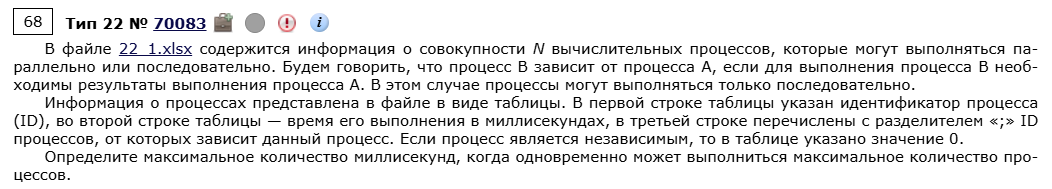 68 Тип 22 № 70083
В файле 22_1.xlsx содержится информация о совокупности N вычислительных процессов, которые могут выполняться па-
раллельно или последовательно. Будем говорить, что процесс B зависит от процесса A, если для выполнения процесса B необ-
ходимы результаты выполнения процесса A. В этом случае процессы могут выполняться только последовательно.
Информация о процессах представлена в файле в виде таблицы. В первой строке таблицы указан идентификатор процесса
(ID), во второй строке таблицы — время его выполнения в миллисекундах, в третьей строке перечислены с разделителем «;» ID
процессов, от которых зависит данный процесс. Если процесс является независимым, то в таблице указано значение 0.
Определите максимальное количество миллисекунд, когда одновременно может выполниться максимальное количество про-
цессов.